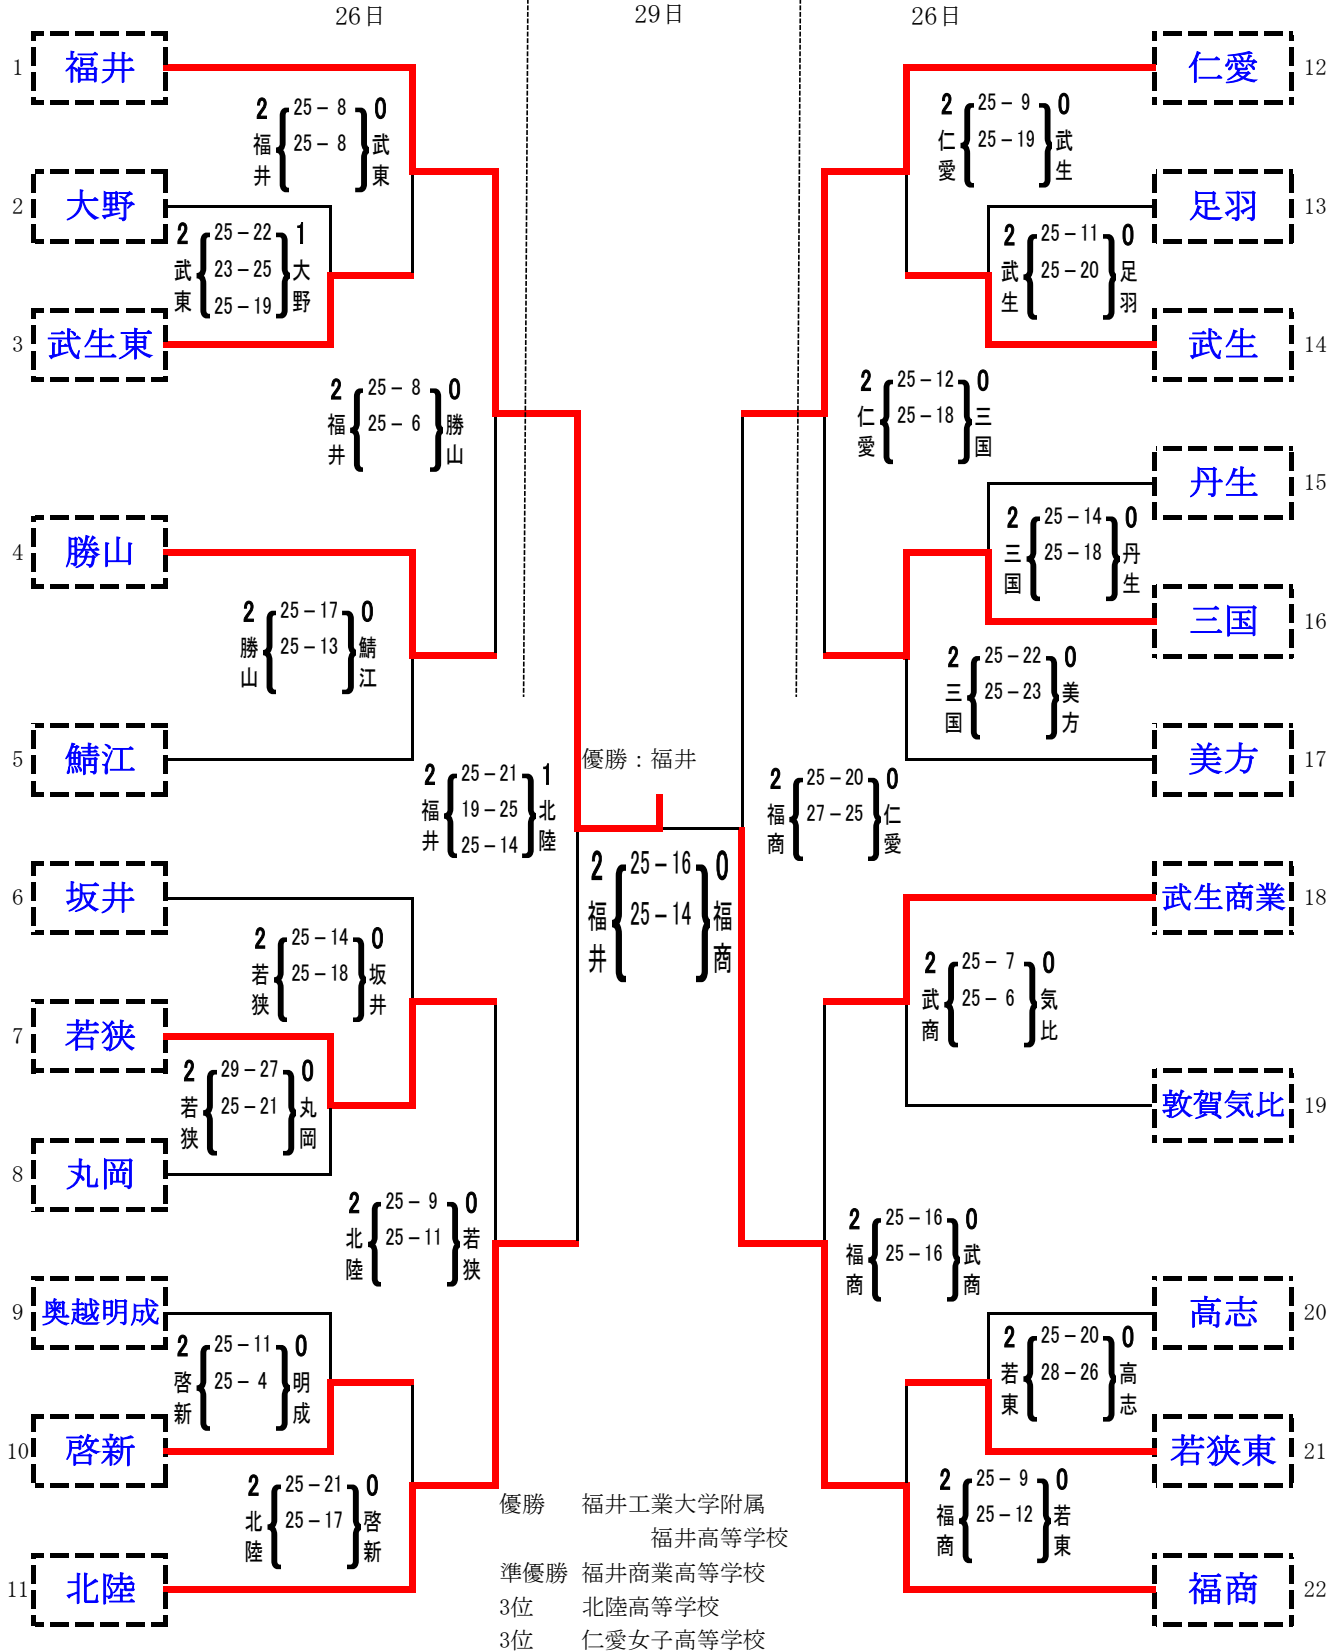 26日
29日
26日
1 福井
2 福井 25－8 25－8 0 武東
2 大野
2 武東 25－22 23－25 25－19 1 大野
3 武生東
2 福井 25－8 25－6 0 勝山
4 勝山
2 勝山 25－17 25－13 0 鯖江
5 鯖江
2 福井 25－21 19－25 25－14 1 北陸
6 坂井
2 若狭 25－14 25－18 0 坂井
7 若狭
2 若狭 29－27 25－21 0 丸岡
8 丸岡
2 北陸 25－9 25－11 0 若狭
9 奥越明成
2 啓新 25－11 25－4 0 明成
10 啓新
2 北陸 25－21 25－17 0 啓新
11 北陸
優勝：福井
2 福井 25－16 25－14 0 福商
仁愛 12
2 仁愛 25－9 25－19 0 武生
足羽 13
2 武生 25－11 25－20 0 足羽
武生 14
2 仁愛 25－12 25－18 0 三国
丹生 15
2 三国 25－14 25－18 0 丹生
三国 16
2 三国 25－22 25－23 0 美方
美方 17
2 福商 25－20 27－25 0 仁愛
武生商業 18
2 武商 25－7 25－6 0 気比
敦賀気比 19
2 福商 25－16 25－16 0 武商
高志 20
2 若東 25－20 28－26 0 高志
若狭東 21
2 福商 25－9 25－12 0 若東
福商 22
優勝 福井工業大学附属
福井高等学校
準優勝 福井商業高等学校
3位 北陸高等学校
3位 仁愛女子高等学校